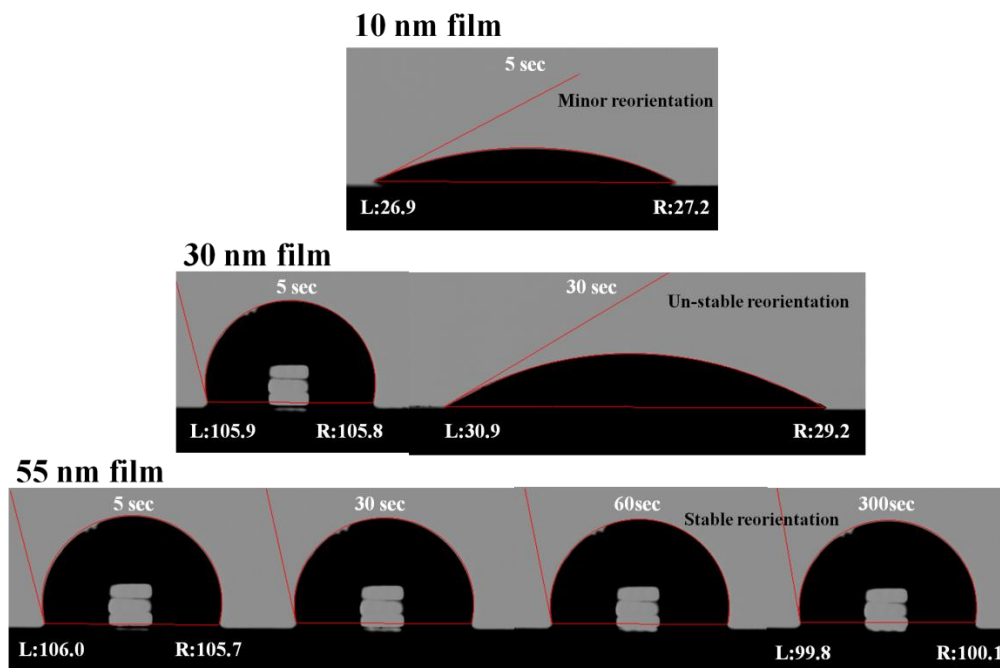 10 nm film
5 sec
Minor reorientation
L:26.9 R:27.2
30 nm film
5 sec 30 sec
Un-stable reorientation
L:105.9 R:105.8 L:30.9 R:29.2
55 nm film
5 sec 30 sec 60sec 300sec
Stable reorientation
L:106.0 R:105.7 L:99.8 R:100.1